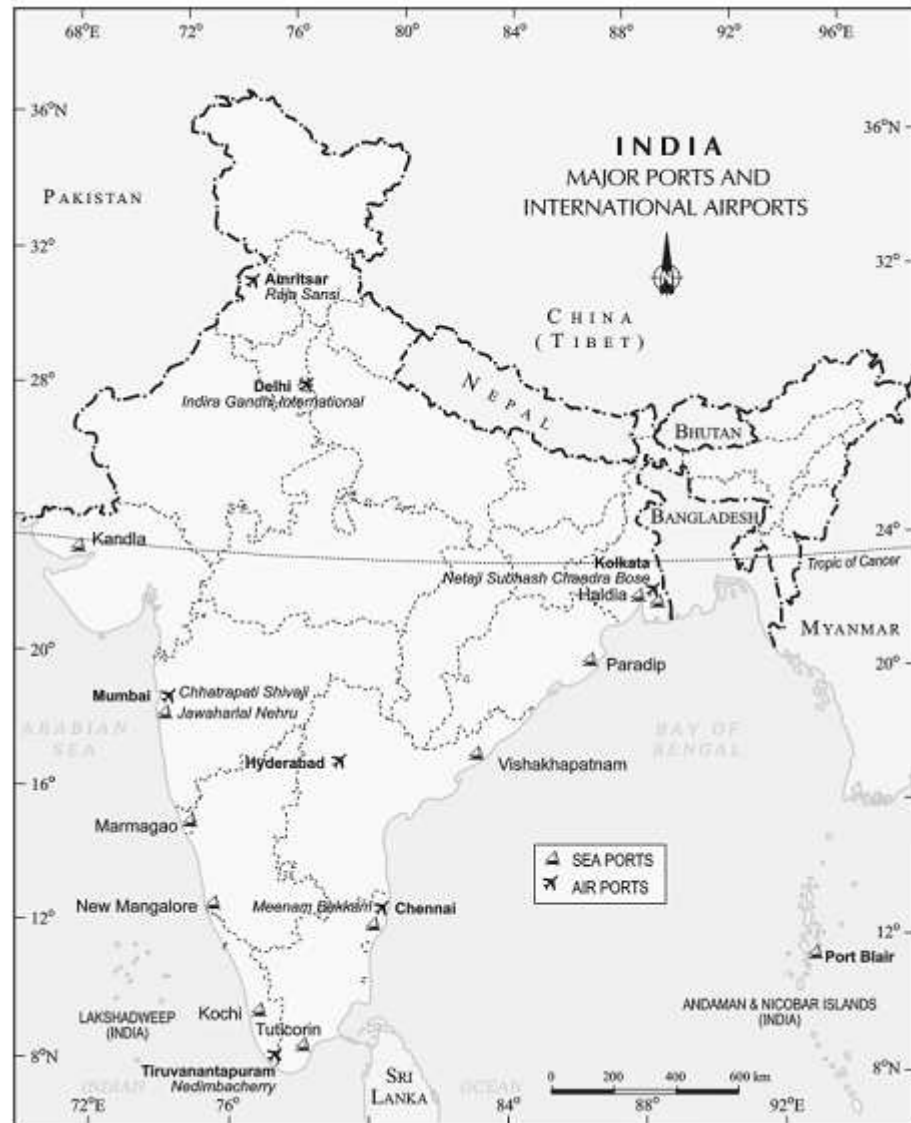 68°E 72° 76° 80° 84° 88° 92° 96°E
36°N
36°N
INDIA
MAJOR PORTS AND
INTERNATIONAL AIRPORTS
PAKISTAN
N
32°
32°
Amritsar
Raja Sansi
CHINA
(TIBET)
28°
28°
Delhi
Indira Gandhi International
NEPAL
BHUTAN
BANGLADESH
24°
24°
Kandla
Tropic of Cancer
Kolkata
Netaji Subhash Chandra Bose
Haldia
MYANMAR
20°
20°
Paradip
Mumbai
Chhatrapati Shivaji
Jawaharlal Nehru
ARABIAN
SEA
BAY OF
BENGAL
Hyderabad
Vishakhapatnam
16°
16°
Marmagao
SEA PORTS
AIR PORTS
New Mangalore
Meenam Bakkam
Chennai
12°
12°
Port Blair
LAKSHADWEEP
(INDIA)
Kochi
Tuticorin
ANDAMAN & NICOBAR ISLANDS
(INDIA)
8°N
8°N
Tiruvanantapuram
Nedimbacherry
INDIAN
OCEAN
SRI
LANKA
0 200 400 600 km
72°E 76° 84° 88° 92°E